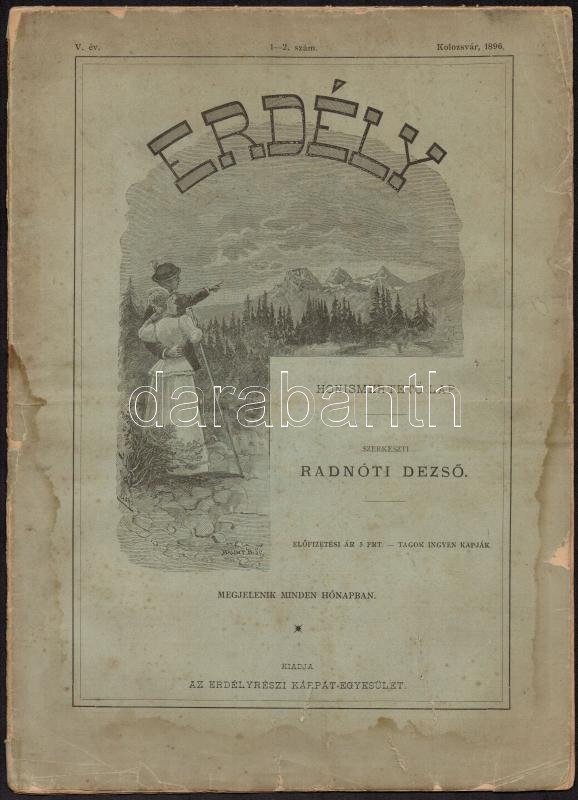 V. év.
1—2. szám.
Kolozsvár, 1896.
ERDÉLY
HONISMERTETŐ LAP
darabanth
SZERKESZTI
RADNÓTI DEZSŐ.
ELŐFIZETÉSI ÁR 3 FRT. — TAGOK INGYEN KAPJÁK.
MEGJELENIK MINDEN HÓNAPBAN.
KIADJA
AZ ERDÉLYRÉSZI KÁRPÁT-EGYESÜLET.